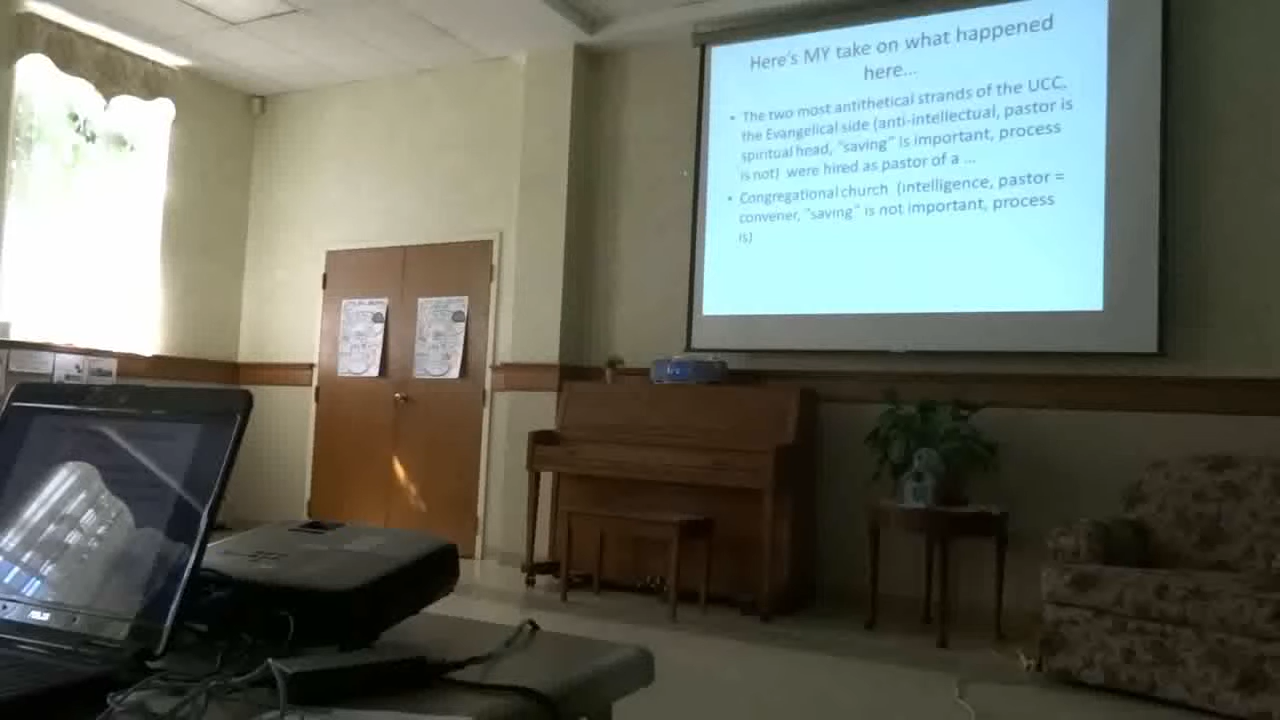 Here's MY take on what happened
here...
• The two most antithetical strands of the UCC,
the Evangelical side (anti-intellectual, pastor is
spiritual head, "saving" is important, process
is not) were hired as pastor of a ...
• Congregational church (intelligence, pastor =
convener, "saving" is not important, process
is)
ASUS